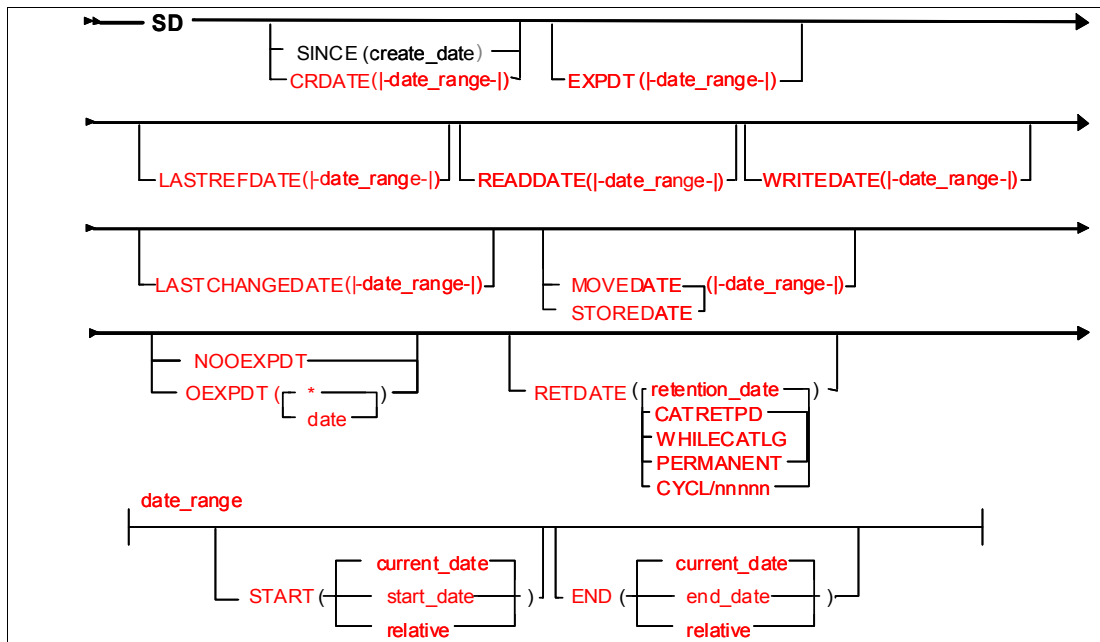 SD
SINCE (create_date)
CRDATE(|-date_range-|) EXPDT(|-date_range-|)
LASTREFDATE(|-date_range-|) READDATE(|-date_range-|) WRITEDATE(|-date_range-|)
LASTCHANGEDATE(|-date_range-|) MOVEDATE (|-date_range-|)
STOREDATE
NOOEXPDT
OEXPDT ( * )
date
RETDATE ( retention_date )
CATRETPD
WHILECATLG
PERMANENT
CYCL/nnnnn
date_range
current_date current_date
START ( start_date ) END ( end_date )
relative relative